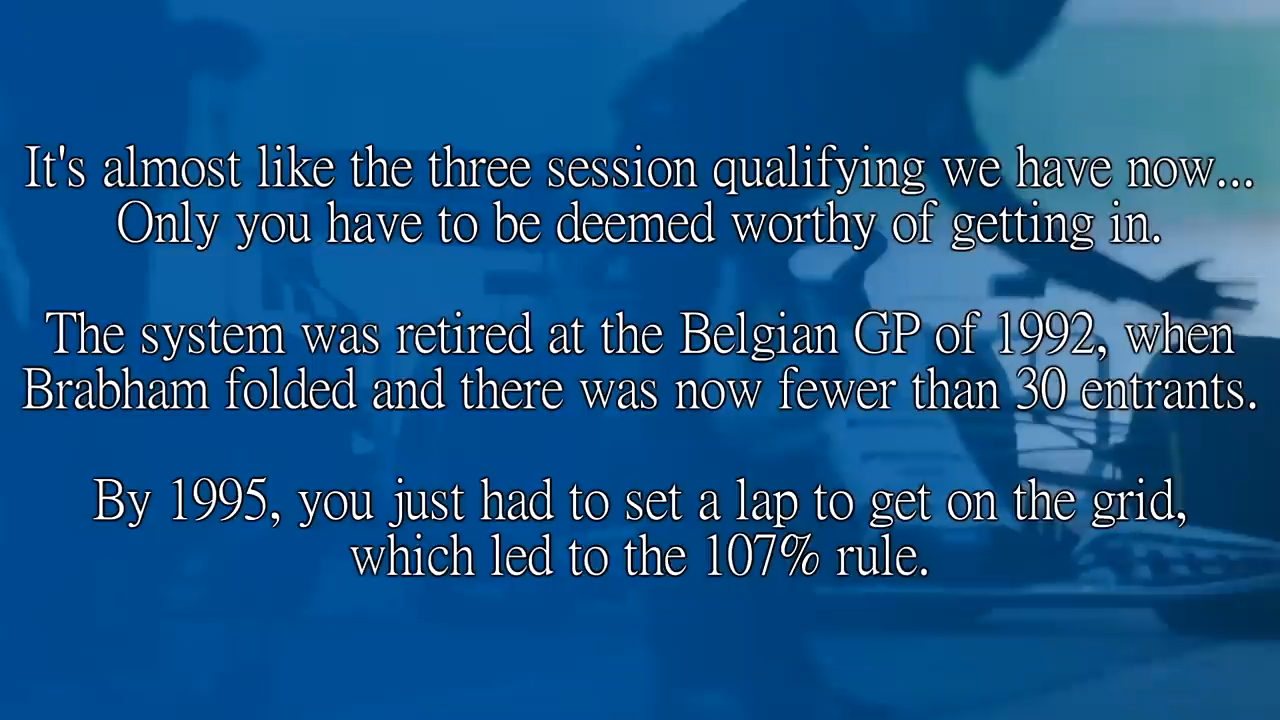 It's almost like the three session qualifying we have now...
Only you have to be deemed worthy of getting in.
The system was retired at the Belgian GP of 1992, when
Brabham folded and there was now fewer than 30 entrants.
By 1995, you just had to set a lap to get on the grid,
which led to the 107% rule.